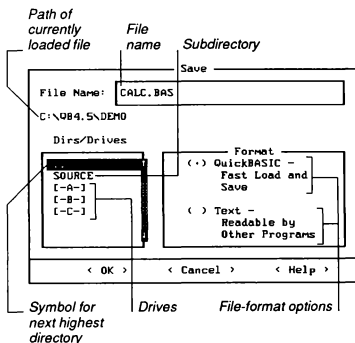 Path of
currently
loaded file
File
name
Subdirectory
Save
File Name: CALC.BAS
C:\QB4.5\DEMO
Dirs/Drives
SOURCE
[-A-]
[-B-]
[-C-]
Format
(·) QuickBASIC -
Fast Load and
Save
( ) Text -
Readable by
Other Programs
< OK > < Cancel > < Help >
Symbol for
next highest
directory
Drives
File-format options